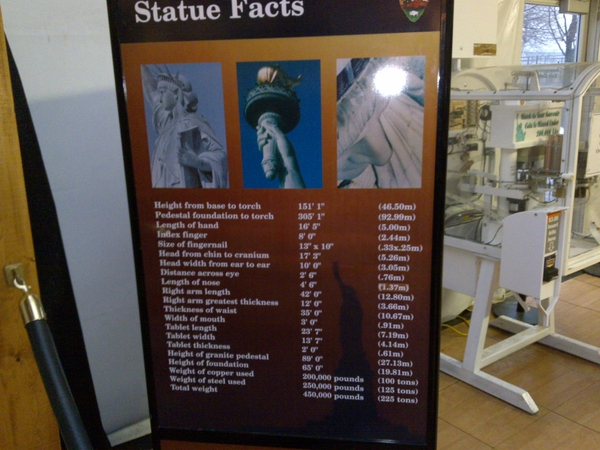 Statue Facts
Height from base to torch 151' 1" (46.50m)
Pedestal foundation to torch 305' 1" (92.99m)
Length of hand 16' 5" (5.00m)
Index finger 8' 0" (2.44m)
Size of fingernail 13" x 10" (.33x.25m)
Head from chin to cranium 17' 3" (5.26m)
Head width from ear to ear 10' 0" (3.05m)
Distance across eye 2' 6" (.76m)
Length of nose 4' 6" (1.37m)
Right arm length 42' 0" (12.80m)
Right arm greatest thickness 12' 0" (3.66m)
Thickness of waist 35' 0" (10.67m)
Width of mouth 3' 0" (.91m)
Tablet length 23' 7" (7.19m)
Tablet width 13' 7" (4.14m)
Tablet thickness 2' 0" (.61m)
Height of granite pedestal 89' 0" (27.13m)
Height of foundation 65' 0" (19.81m)
Weight of copper used 200,000 pounds (100 tons)
Weight of steel used 250,000 pounds (125 tons)
Total weight 450,000 pounds (225 tons)